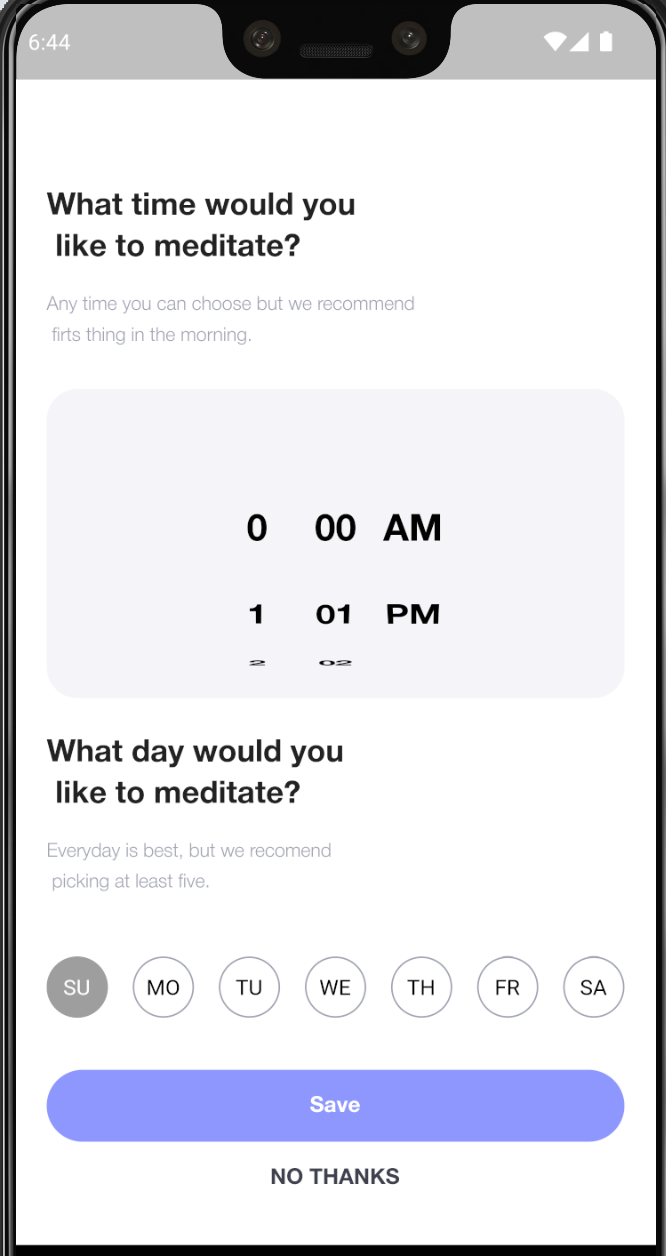 6:44
What time would you
like to meditate?
Any time you can choose but we recommend
firts thing in the morning.
0 00 AM
1 01 PM
2 02
What day would you
like to meditate?
Everyday is best, but we recomend
picking at least five.
SU MO TU WE TH FR SA
Save
NO THANKS